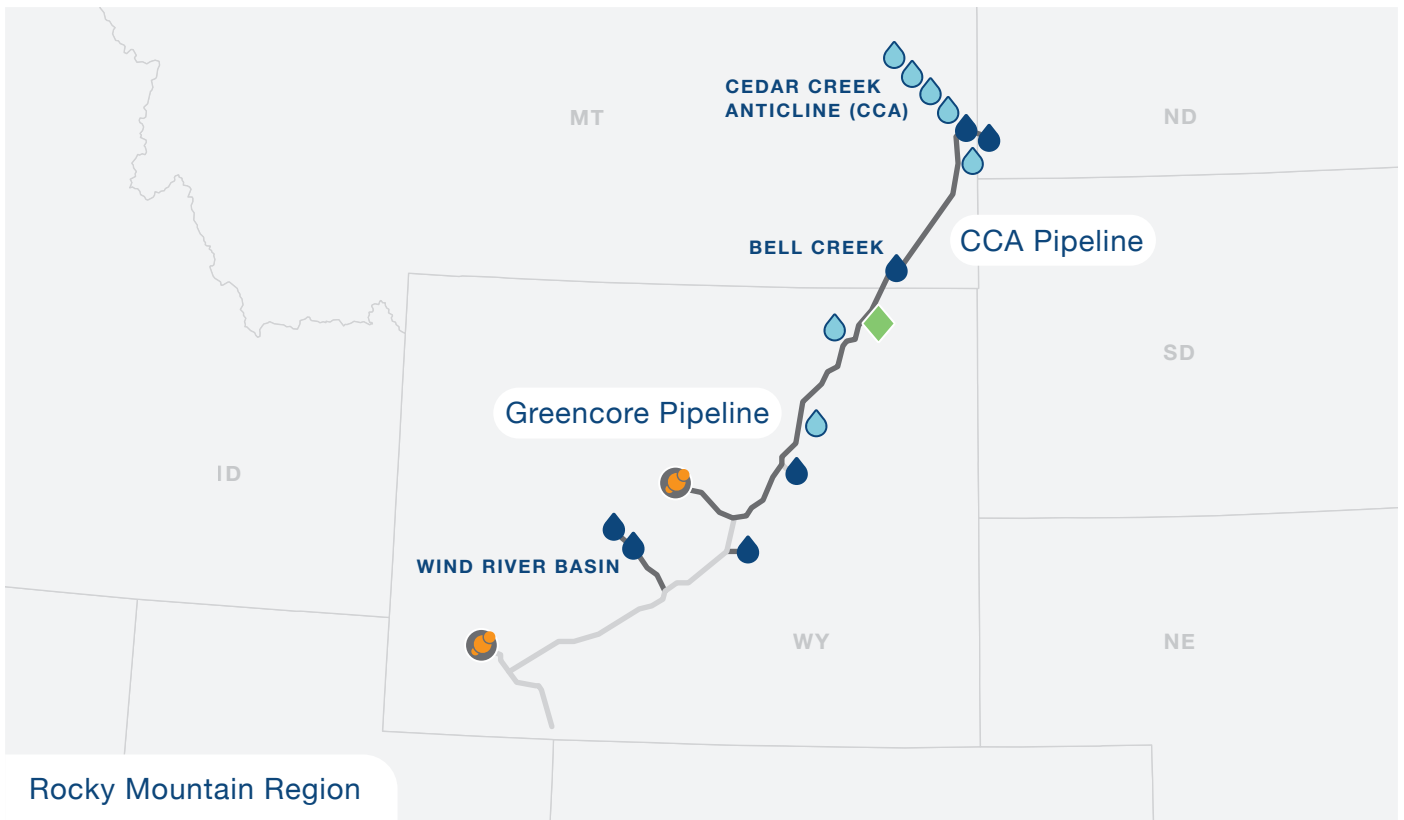 CEDAR CREEK
ANTICLINE (CCA)
MT
ND
CCA Pipeline
BELL CREEK
SD
Greencore Pipeline
ID
WIND RIVER BASIN
WY
NE
Rocky Mountain Region